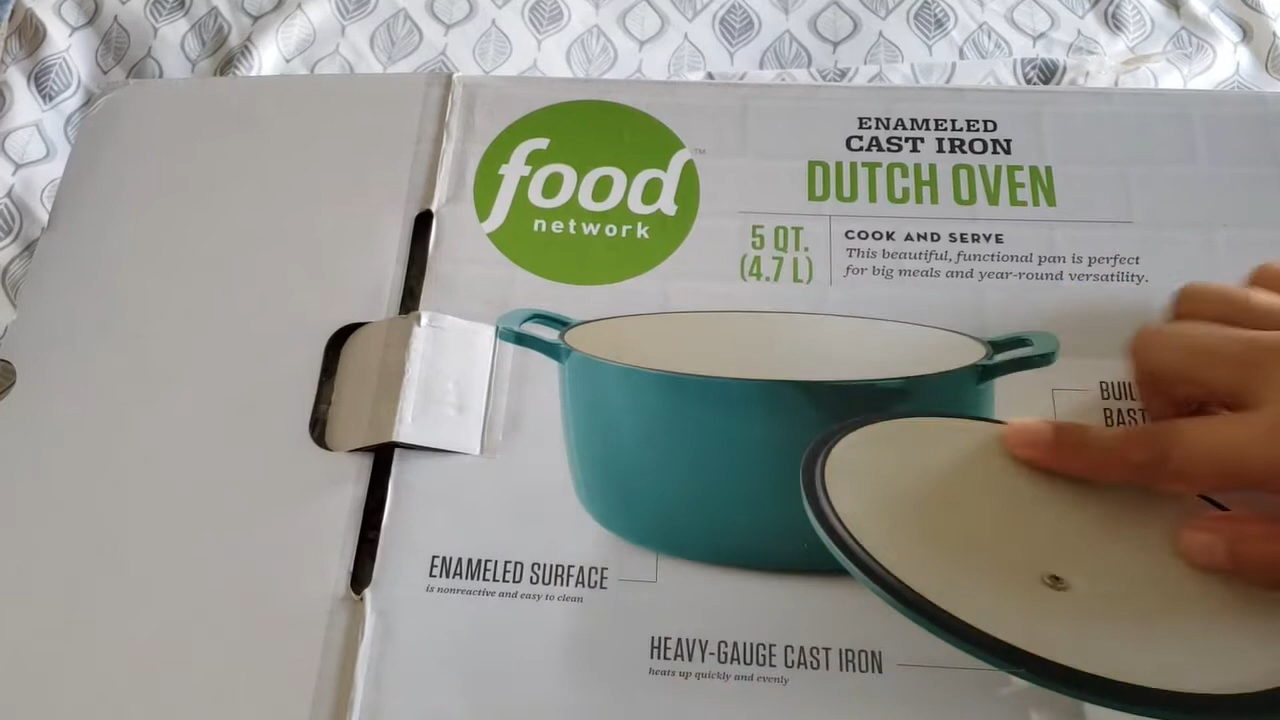 food
network
™
ENAMELED
CAST IRON
DUTCH OVEN
5 QT.
(4.7 L)
COOK AND SERVE
This beautiful, functional pan is perfect
for big meals and year-round versatility.
ENAMELED SURFACE
is nonreactive and easy to clean
HEAVY-GAUGE CAST IRON
heats up quickly and evenly